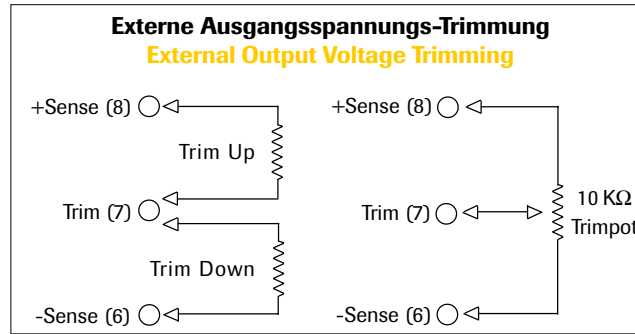 Externe Ausgangsspannungs-Trimmung
External Output Voltage Trimming
+Sense (8)
Trim Up
Trim (7)
Trim Down
-Sense (6)
+Sense (8)
Trim (7)
10 KΩ
Trimpot
-Sense (6)